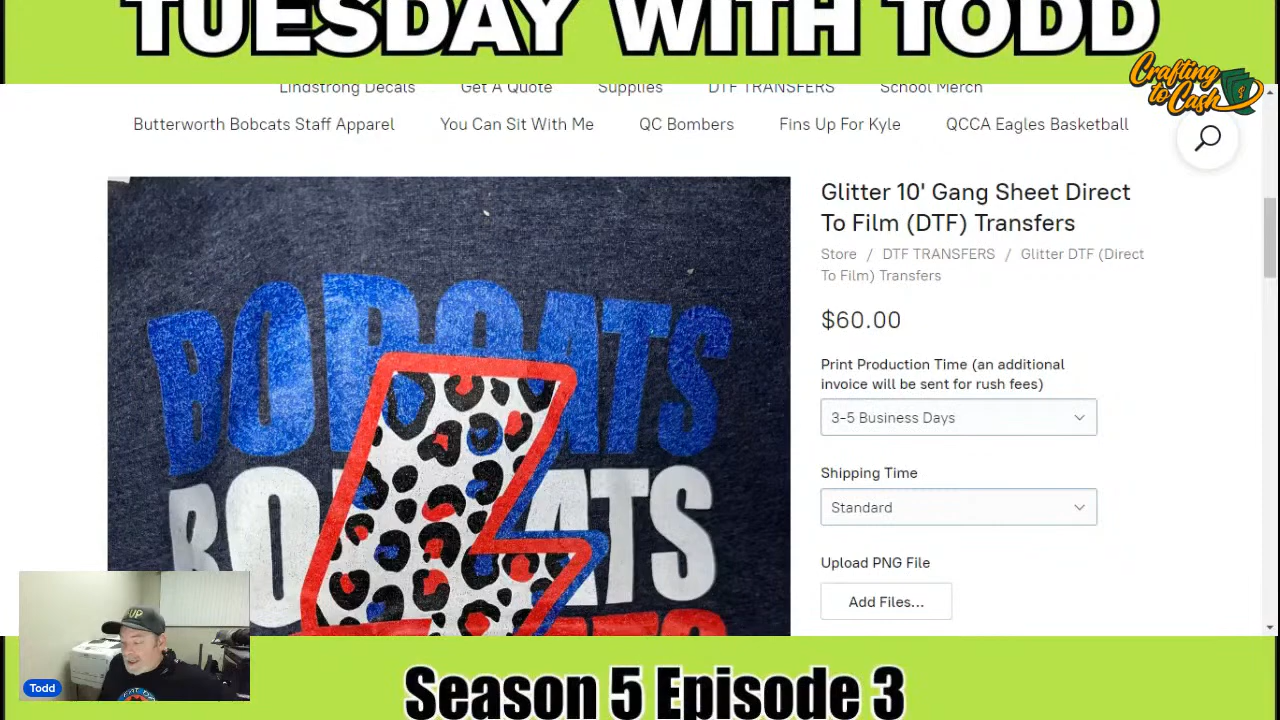 TUESDAY WITH TODD
Crafting
to Cash
Lindstrong Decals Get A Quote Supplies DTF TRANSFERS School Merch
Butterworth Bobcats Staff Apparel You Can Sit With Me QC Bombers Fins Up For Kyle QCCA Eagles Basketball
Glitter 10' Gang Sheet Direct
To Film (DTF) Transfers
Store / DTF TRANSFERS / Glitter DTF (Direct
To Film) Transfers
$60.00
Print Production Time (an additional
invoice will be sent for rush fees)
3-5 Business Days
Shipping Time
Standard
Upload PNG File
Add Files...
BOBCATS
BOBCATS
UP
Todd
Season 5 Episode 3